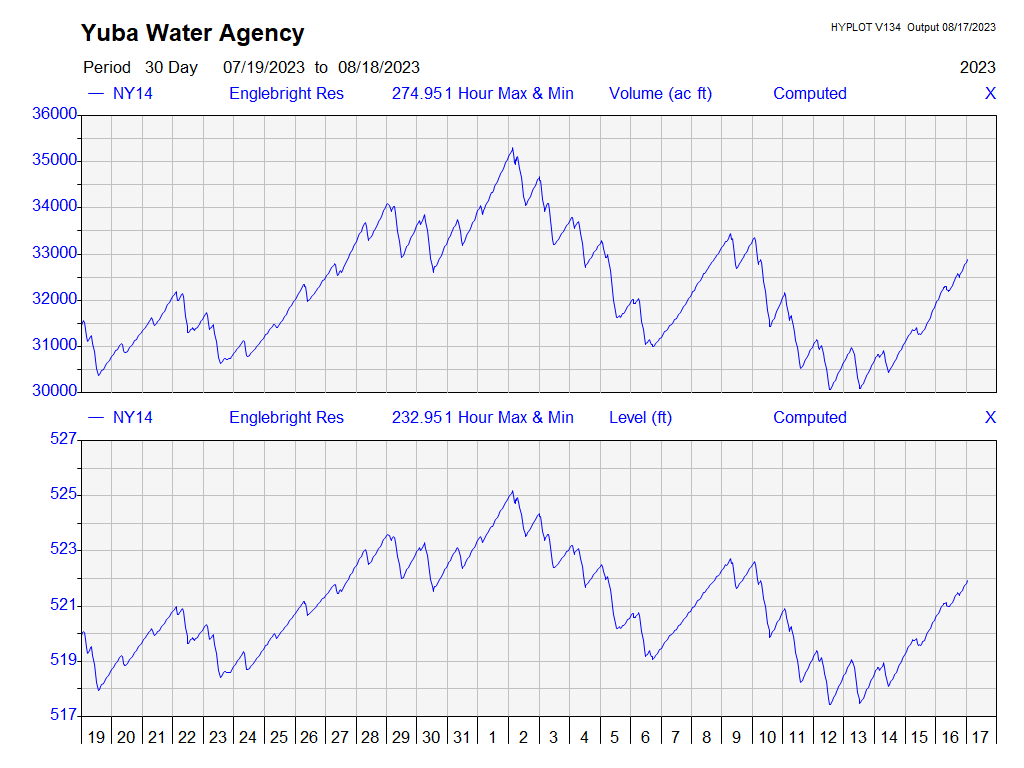 Yuba Water Agency
HYPLOT V134 Output 08/17/2023
Period 30 Day 07/19/2023 to 08/18/2023 2023
NY14 Englebright Res 274.951 Hour Max & Min Volume (ac ft) Computed X
36000
35000
34000
33000
32000
31000
30000
NY14 Englebright Res 232.951 Hour Max & Min Level (ft) Computed X
527
525
523
521
519
517
19 20 21 22 23 24 25 26 27 28 29 30 31 1 2 3 4 5 6 7 8 9 10 11 12 13 14 15 16 17